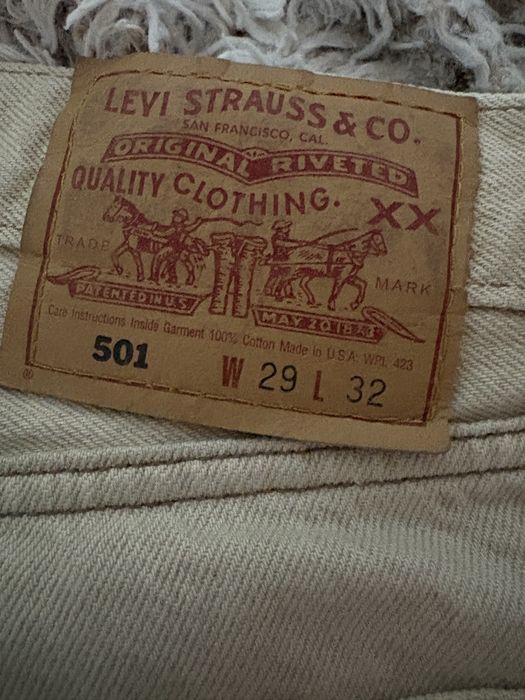 LEVI STRAUSS & CO.
SAN FRANCISCO, CAL.
ORIGINAL RIVETED
QUALITY CLOTHING.
XX
TRADE MARK
PATENTED IN U.S.
MAY 20 1873
Care Instructions Inside Garment 100% Cotton Made in U.S.A. WPL 423
501 W 29 L 32
®